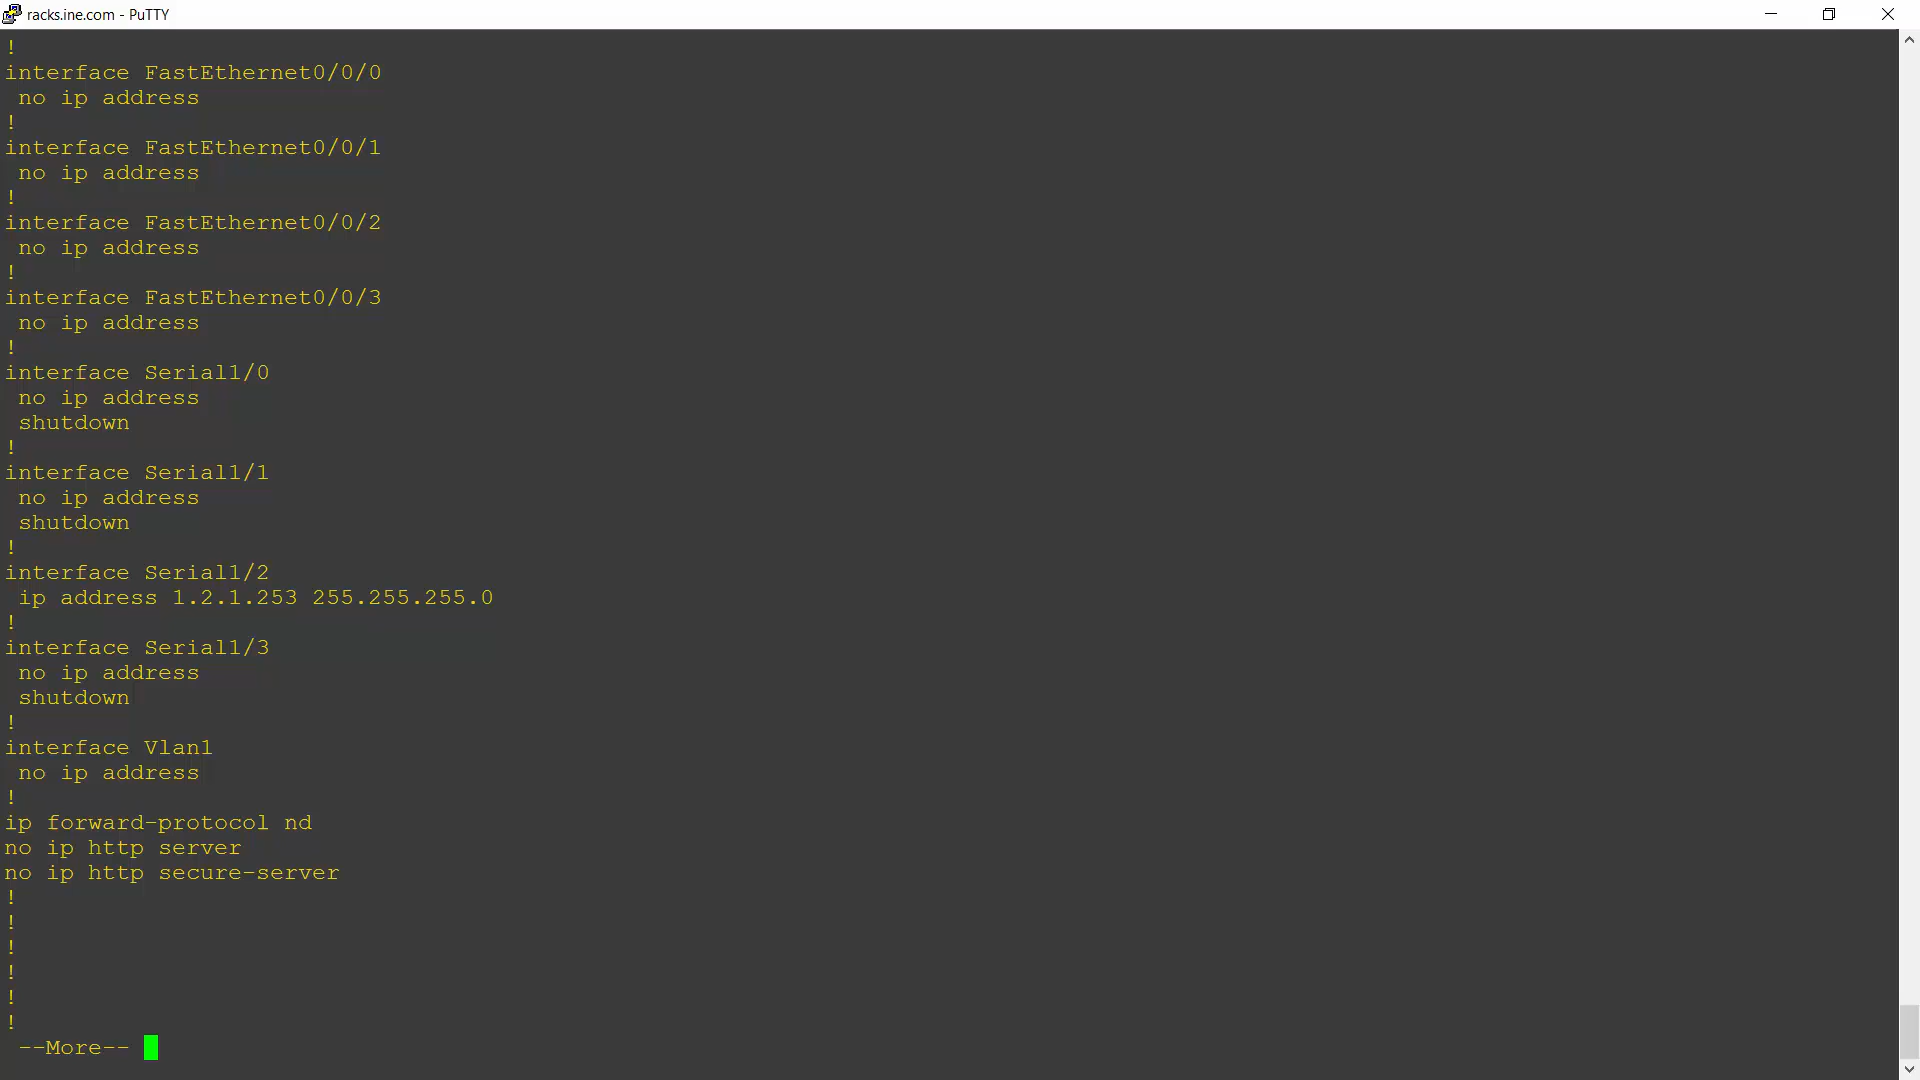 racks.ine.com - PuTTY
!
interface FastEthernet0/0/0
 no ip address
!
interface FastEthernet0/0/1
 no ip address
!
interface FastEthernet0/0/2
 no ip address
!
interface FastEthernet0/0/3
 no ip address
!
interface Serial1/0
 no ip address
 shutdown
!
interface Serial1/1
 no ip address
 shutdown
!
interface Serial1/2
 ip address 1.2.1.253 255.255.255.0
!
interface Serial1/3
 no ip address
 shutdown
!
interface Vlan1
 no ip address
!
ip forward-protocol nd
no ip http server
no ip http secure-server
!
!
!
!
!
!
 --More--